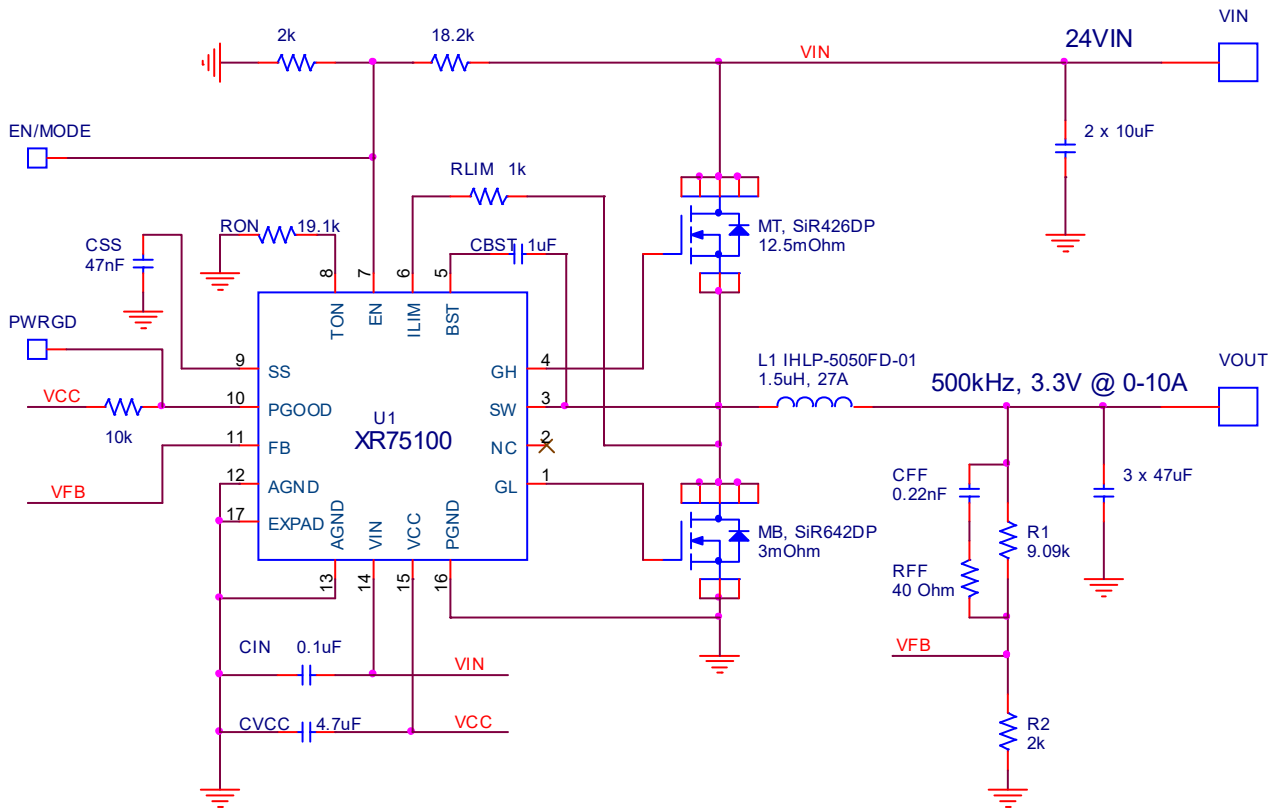 VIN
2k
18.2k
VIN
24VIN
EN/MODE
2 x 10uF
RLIM 1k
RON 19.1k
CSS
47nF
CBST 1uF
MT, SiR426DP
12.5mOhm
8
7
6
5
TON
EN
ILIM
BST
PWRGD
9
SS
GH
4
L1 IHLP-5050FD-01
1.5uH, 27A
VOUT
500kHz, 3.3V @ 0-10A
VCC
10k
10
PGOOD
U1
XR75100
SW
3
11
FB
NC
2
VFB
12
AGND
GL
1
17
EXPAD
AGND
VIN
VCC
PGND
13
14
15
16
MB, SiR642DP
3mOhm
CFF
0.22nF
3 x 47uF
R1
9.09k
RFF
40 Ohm
CIN 0.1uF
VIN
VFB
CVCC 4.7uF
VCC
R2
2k